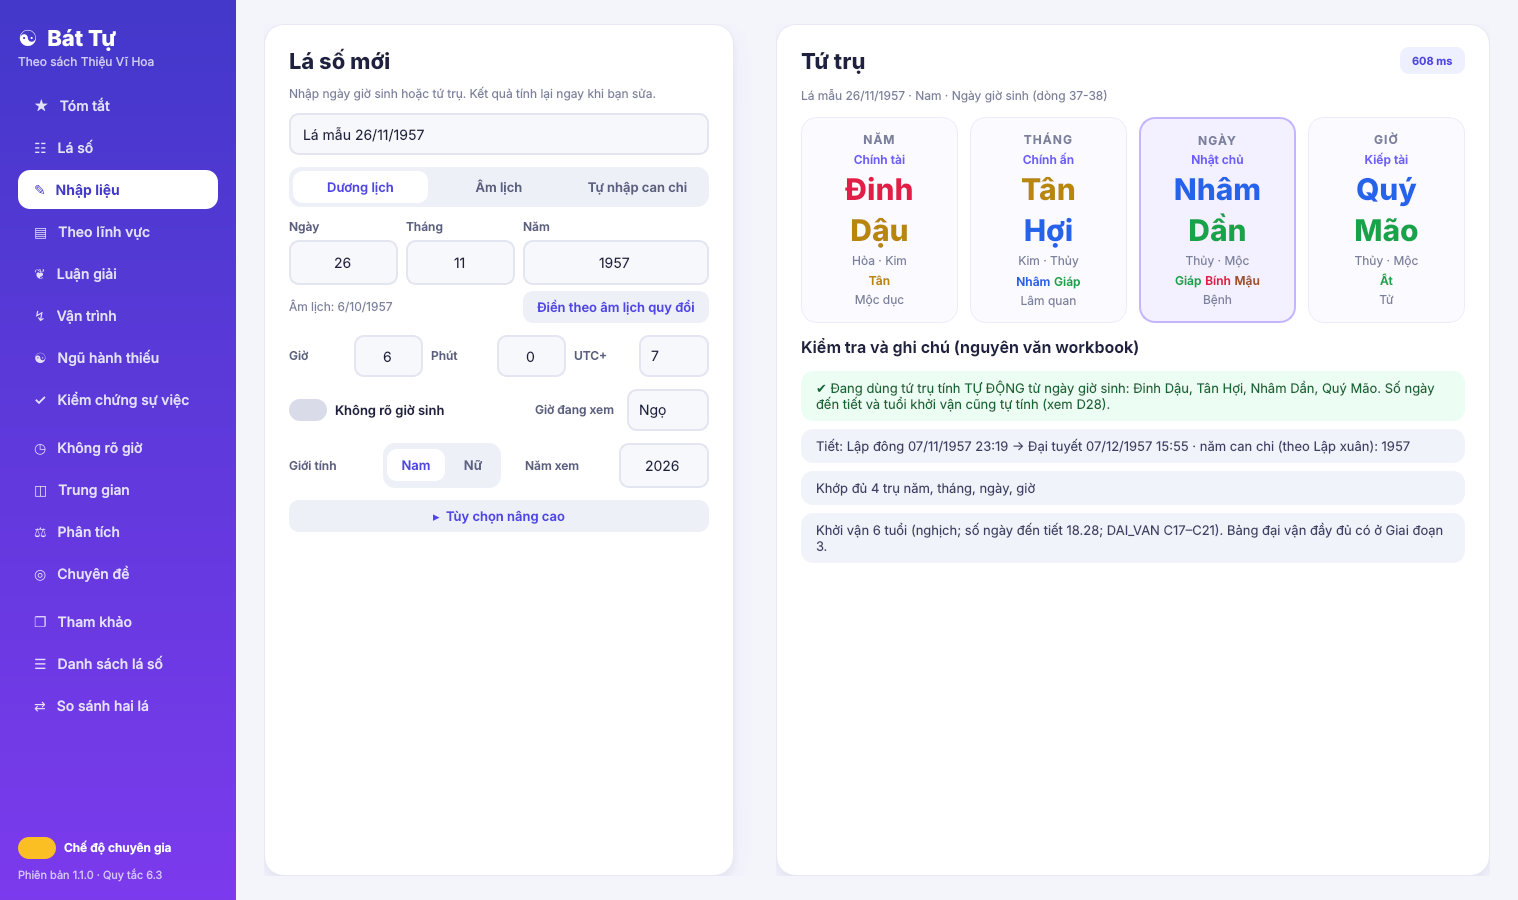 ☯ Bát Tự
Theo sách Thiệu Vĩ Hoa
★ Tóm tắt
☷ Lá số
✎ Nhập liệu
▤ Theo lĩnh vực
❦ Luận giải
↯ Vận trình
☯ Ngũ hành thiếu
✓ Kiểm chứng sự việc
◷ Không rõ giờ
◫ Trung gian
⚖ Phân tích
◎ Chuyên đề
❐ Tham khảo
☰ Danh sách lá số
⇄ So sánh hai lá
Chế độ chuyên gia
Phiên bản 1.1.0 · Quy tắc 6.3
Lá số mới
Nhập ngày giờ sinh hoặc tứ trụ. Kết quả tính lại ngay khi bạn sửa.
Lá mẫu 26/11/1957
Dương lịch Âm lịch Tự nhập can chi
Ngày Tháng Năm
26 11 1957
Âm lịch: 6/10/1957 Điền theo âm lịch quy đổi
Giờ 6 Phút 0 UTC+ 7
Không rõ giờ sinh Giờ đang xem Ngọ
Giới tính Nam Nữ Năm xem 2026
▸ Tùy chọn nâng cao
Tứ trụ 608 ms
Lá mẫu 26/11/1957 · Nam · Ngày giờ sinh (dòng 37-38)
NĂM THÁNG NGÀY GIỜ
Chính tài Chính ấn Nhật chủ Kiếp tài
Đinh Tân Nhâm Quý
Dậu Hợi Dần Mão
Hỏa · Kim Kim · Thủy Thủy · Mộc Thủy · Mộc
Tân Nhâm Giáp Giáp Bính Mậu Ất
Mộc dục Lâm quan Bệnh Tử
Kiểm tra và ghi chú (nguyên văn workbook)
✔ Đang dùng tứ trụ tính TỰ ĐỘNG từ ngày giờ sinh: Đinh Dậu, Tân Hợi, Nhâm Dần, Quý Mão. Số ngày
đến tiết và tuổi khởi vận cũng tự tính (xem D28).
Tiết: Lập đông 07/11/1957 23:19 → Đại tuyết 07/12/1957 15:55 · năm can chi (theo Lập xuân): 1957
Khớp đủ 4 trụ năm, tháng, ngày, giờ
Khởi vận 6 tuổi (nghịch; số ngày đến tiết 18.28; DAI_VAN C17–C21). Bảng đại vận đầy đủ có ở Giai đoạn
3.